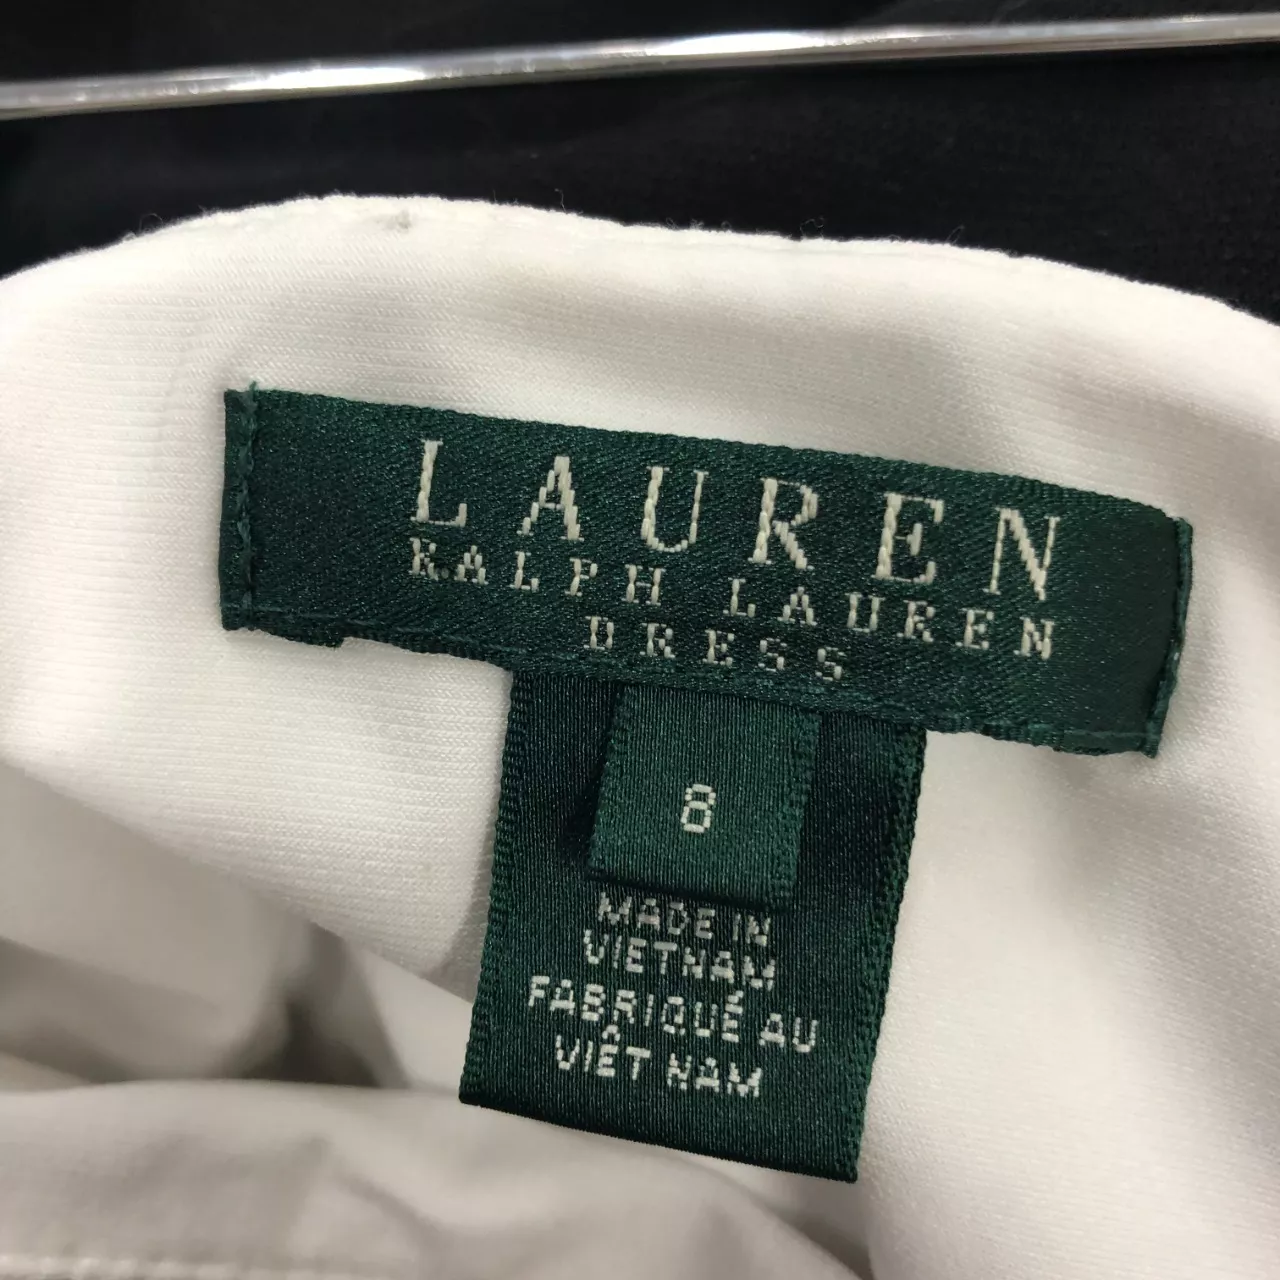 LAUREN
RALPH LAUREN
DRESS
8
MADE IN
VIETNAM
FABRIQUÉ AU
VIÊT NAM